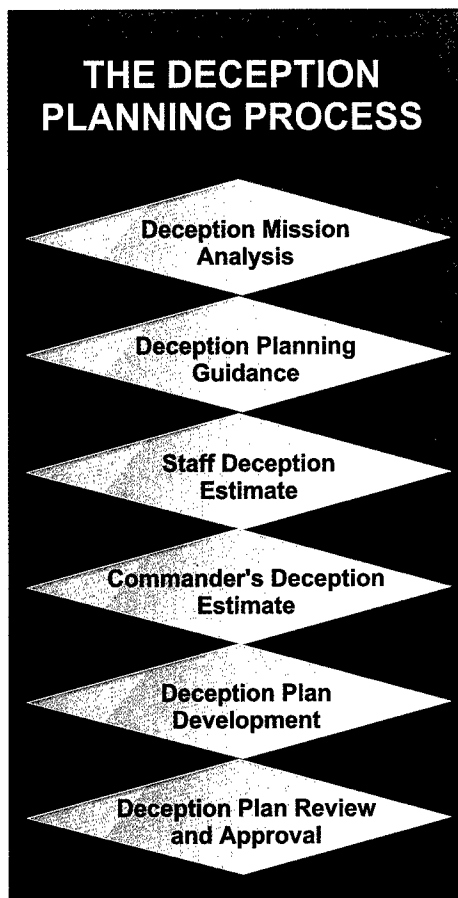 THE DECEPTION
PLANNING PROCESS
Deception Mission
Analysis
Deception Planning
Guidance
Staff Deception
Estimate
Commander's Deception
Estimate
Deception Plan
Development
Deception Plan Review
and Approval